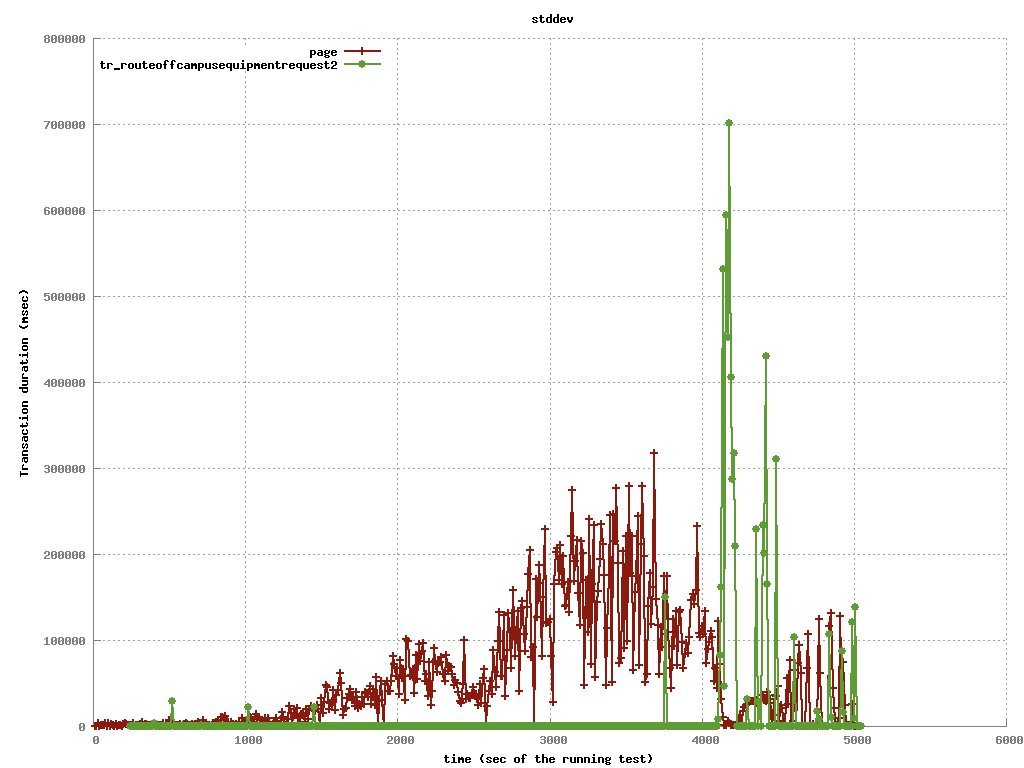 stddev
page
tr_routeoffcampusequipmentrequest2
800000
700000
600000
500000
400000
300000
200000
100000
0
Transaction duration (msec)
0 1000 2000 3000 4000 5000 6000
time (sec of the running test)